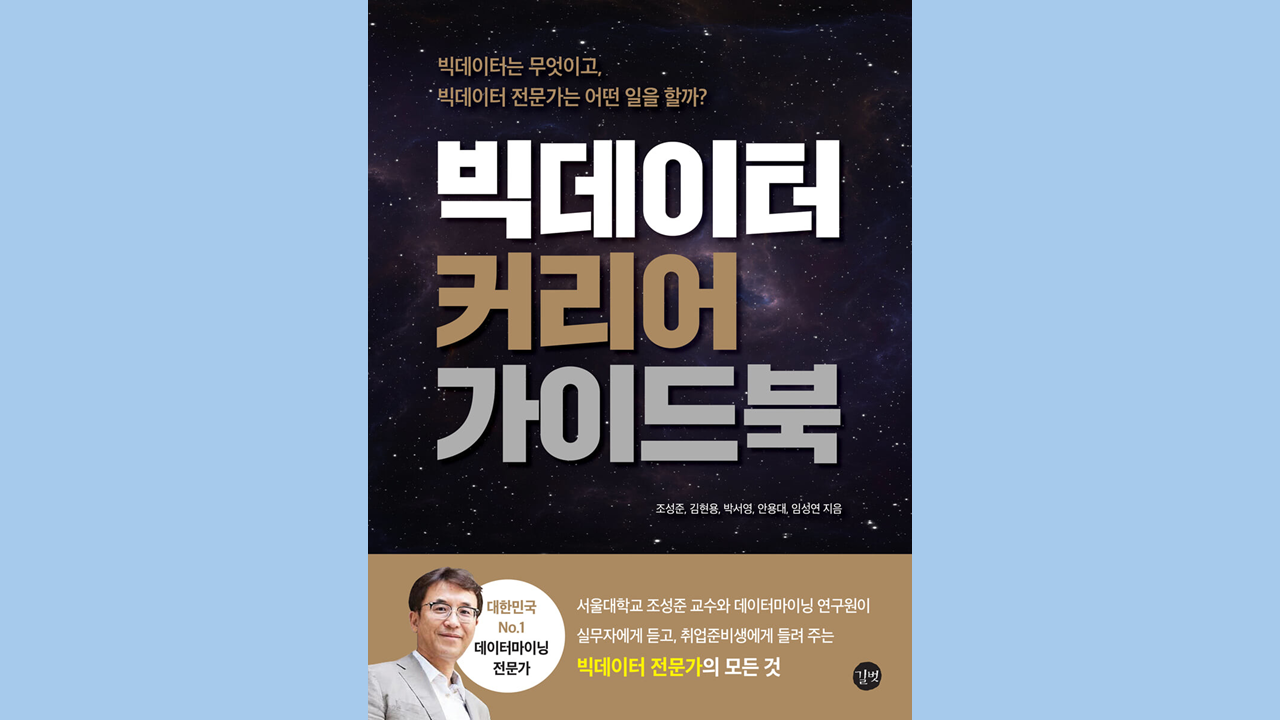 빅데이터는 무엇이고,
빅데이터 전문가는 어떤 일을 할까?
빅데이터
커리어
가이드북
조성준, 김현용, 박서영, 안용대, 임성연 지음
대한민국
No.1
데이터마이닝
전문가
서울대학교 조성준 교수와 데이터마이닝 연구원이
실무자에게 듣고, 취업준비생에게 들려 주는
빅데이터 전문가의 모든 것
길벗